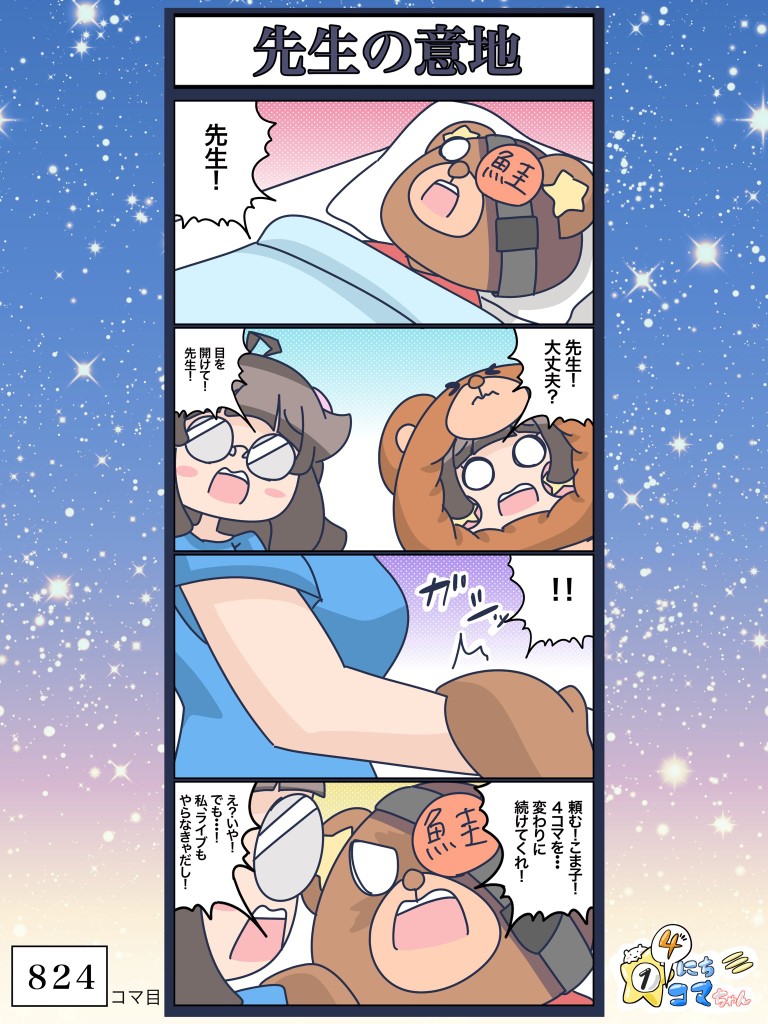 先生の意地
先生！
鮭
先生！
大丈夫？
目を
開けて！
先生！
！！
ガシッ
頼む！こま子！
４コマを…
変わりに
続けてくれ！
鮭
え？いや！
でも…！
私、ライブも
やらなきゃだし！
824
コマ目
1
にち
4
コマ
ちゃん